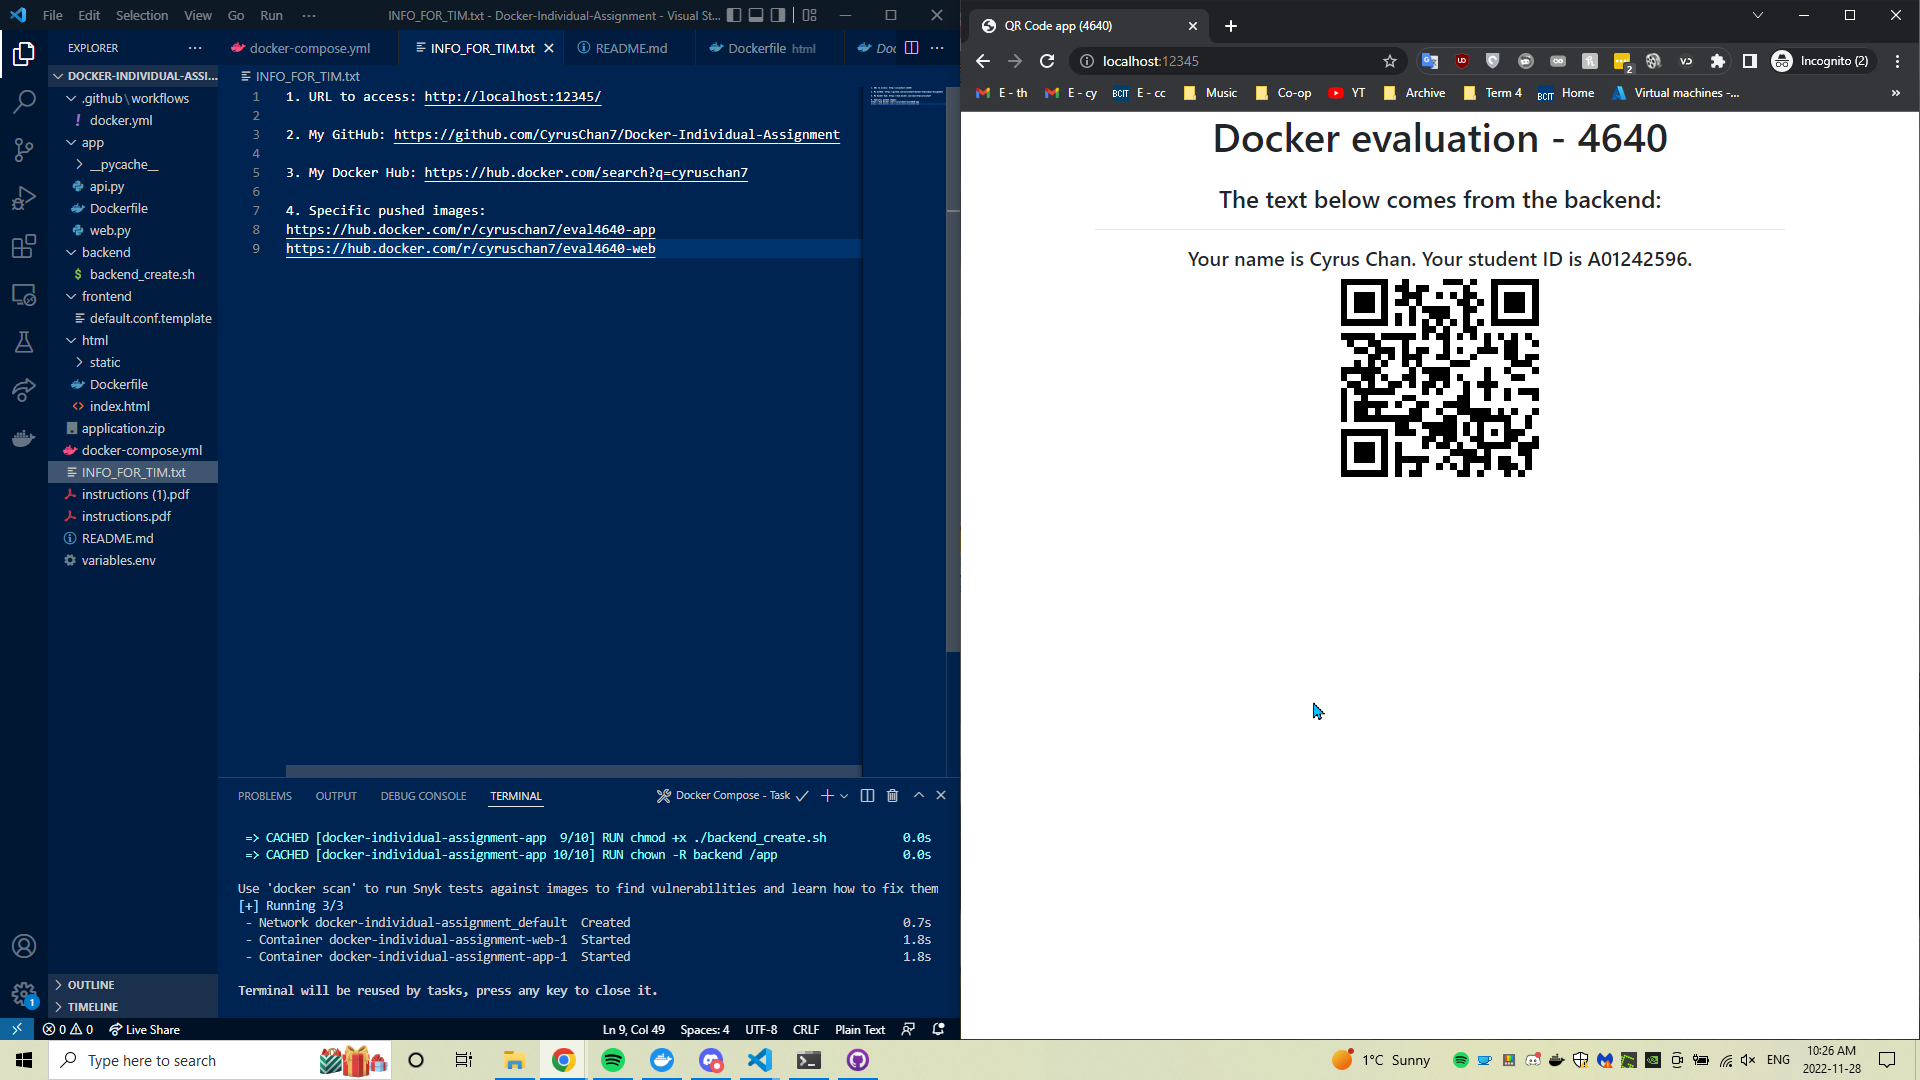 File Edit Selection View Go Run ··· INFO_FOR_TIM.txt - Docker-Individual-Assignment - Visual St...
EXPLORER ···
DOCKER-INDIVIDUAL-ASSI...
.github\workflows
docker.yml
app
__pycache__
api.py
Dockerfile
web.py
backend
backend_create.sh
frontend
default.conf.template
html
static
Dockerfile
index.html
application.zip
docker-compose.yml
INFO_FOR_TIM.txt
instructions (1).pdf
instructions.pdf
README.md
variables.env
OUTLINE
TIMELINE
docker-compose.yml INFO_FOR_TIM.txt README.md Dockerfile html Doc ···
INFO_FOR_TIM.txt
1 1. URL to access: http://localhost:12345/
2
3 2. My GitHub: https://github.com/CyrusChan7/Docker-Individual-Assignment
4
5 3. My Docker Hub: https://hub.docker.com/search?q=cyruschan7
6
7 4. Specific pushed images:
8 https://hub.docker.com/r/cyruschan7/eval4640-app
9 https://hub.docker.com/r/cyruschan7/eval4640-web
PROBLEMS OUTPUT DEBUG CONSOLE TERMINAL Docker Compose - Task
=> CACHED [docker-individual-assignment-app 9/10] RUN chmod +x ./backend_create.sh 0.0s
=> CACHED [docker-individual-assignment-app 10/10] RUN chown -R backend /app 0.0s
Use 'docker scan' to run Snyk tests against images to find vulnerabilities and learn how to fix them
[+] Running 3/3
- Network docker-individual-assignment_default Created 0.7s
- Container docker-individual-assignment-web-1 Started 1.8s
- Container docker-individual-assignment-app-1 Started 1.8s
Terminal will be reused by tasks, press any key to close it.
1
0 0 Live Share Ln 9, Col 49 Spaces: 4 UTF-8 CRLF Plain Text
QR Code app (4640)
localhost:12345 2 Incognito (2)
E - th E - cy BCIT E - cc Music Co-op YT Archive Term 4 BCIT Home Virtual machines -... »
Docker evaluation - 4640
The text below comes from the backend:
Your name is Cyrus Chan. Your student ID is A01242596.
Type here to search 1°C Sunny ENG 10:26 AM
2022-11-28